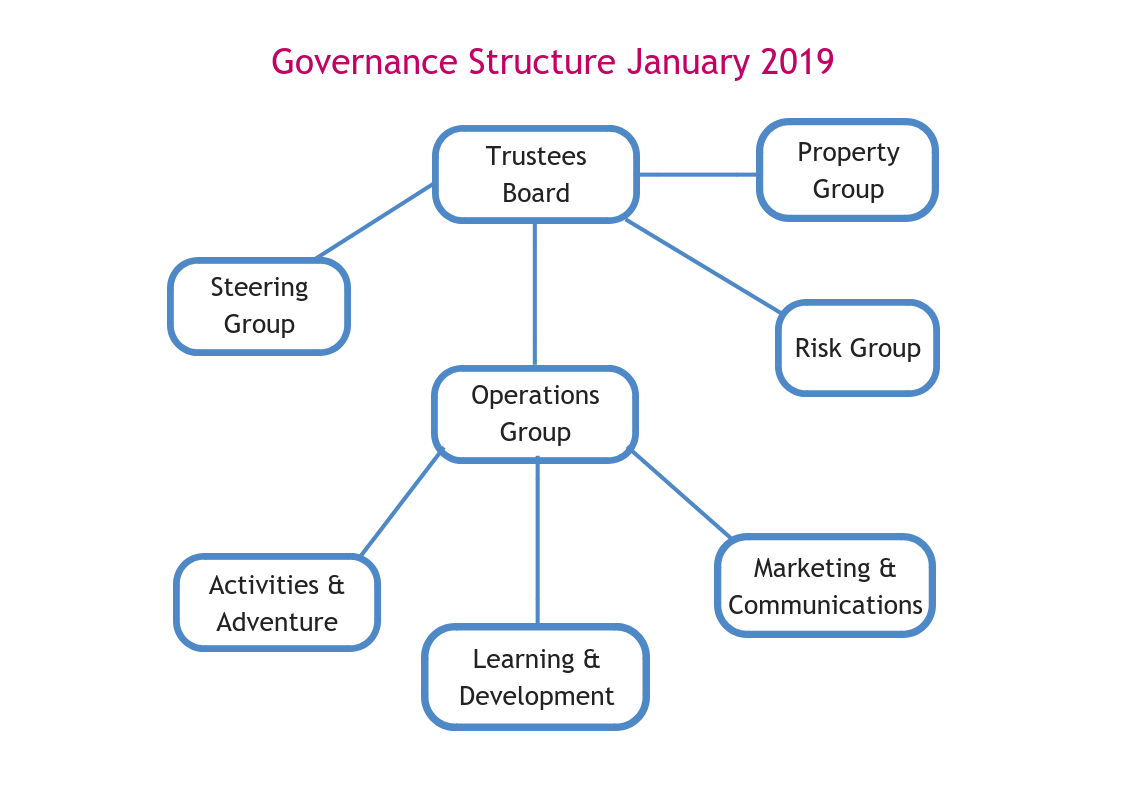 Governance Structure January 2019
Trustees
Board
Property
Group
Steering
Group
Risk Group
Operations
Group
Activities &
Adventure
Marketing &
Communications
Learning &
Development